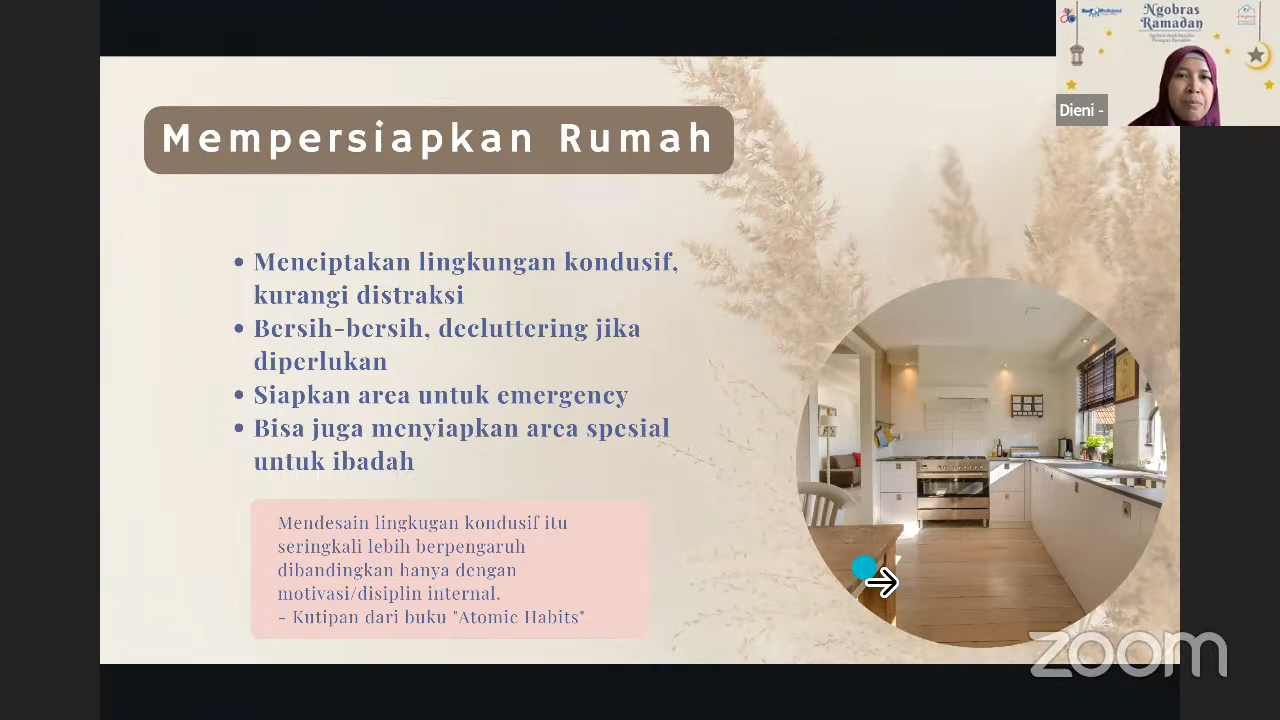 Ngobras
Ramadan
Dieni -
Mempersiapkan Rumah
• Menciptakan lingkungan kondusif,
kurangi distraksi
• Bersih-bersih, decluttering jika
diperlukan
• Siapkan area untuk emergency
• Bisa juga menyiapkan area spesial
untuk ibadah
Mendesain lingkugan kondusif itu
seringkali lebih berpengaruh
dibandingkan hanya dengan
motivasi/disiplin internal.
- Kutipan dari buku "Atomic Habits"
zoom